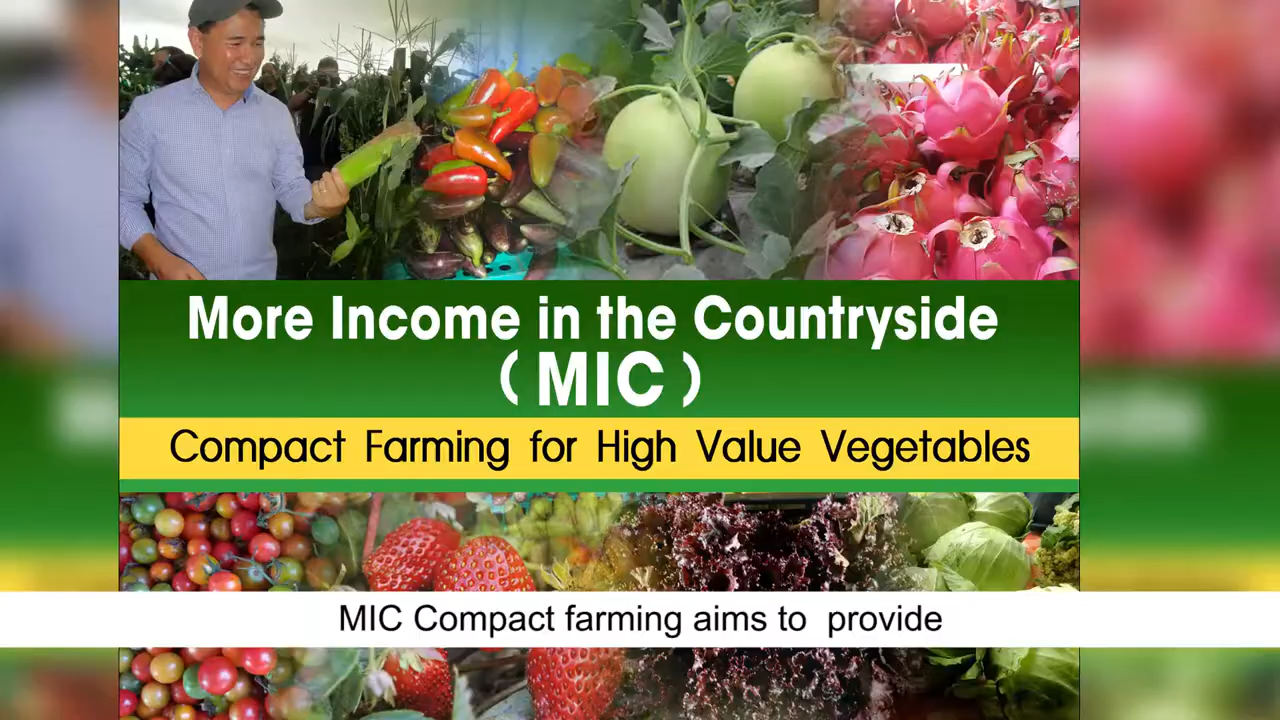 More Income in the Countryside
( MIC )
Compact Farming for High Value Vegetables
MIC Compact farming aims to  provide